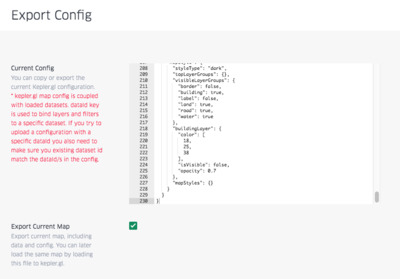 Export Config
Current Config
You can copy or export the
current Kepler.gl configuration.
* kepler.gl map config is coupled
with loaded datasets. dataId key
is used to bind layers and filters
to a specific dataset. If you try to
upload a configuration with a
specific dataId you also need to
make sure you existing dataset id
match the dataId/s in the config.
208 "styleType": "dark",
209 "topLayerGroups": {},
210 "visibleLayerGroups": {
211 "border": false,
212 "building": true,
213 "label": false,
214 "land": true,
215 "road": true,
216 "water": true
217 },
218 "buildingLayer": {
219 "color": [
220 18,
221 25,
222 38
223 ],
224 "isVisible": false,
225 "opacity": 0.7
226 },
227 "mapStyles": {}
228 }
229 }
230 }
Export Current Map
Export current map, including
data and config. You can later
load the same map by loading
this file to kepler.gl.